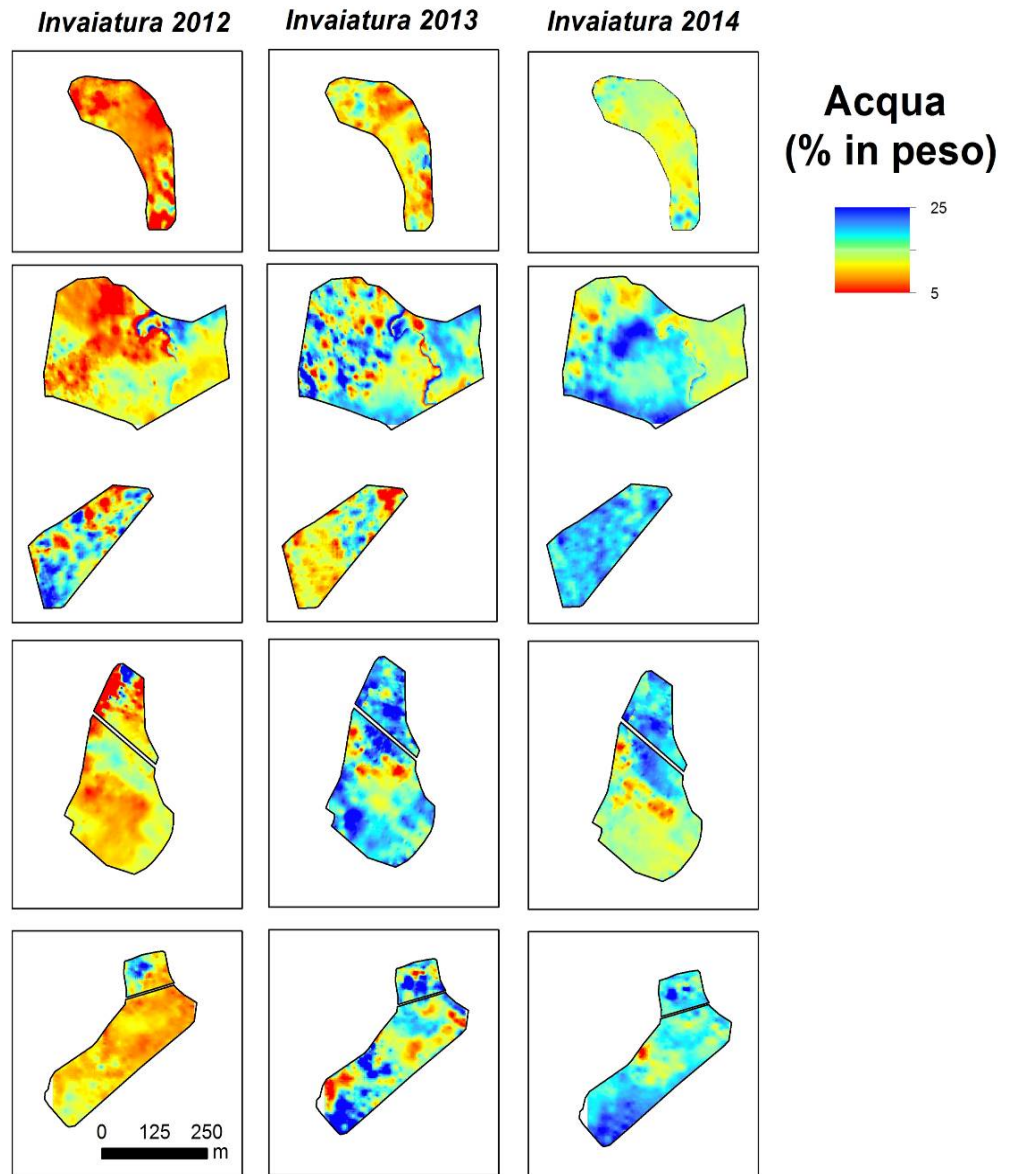 Invaiatura 2012
Invaiatura 2013
Invaiatura 2014
Acqua
(% in peso)
25
5
0 125 250
m